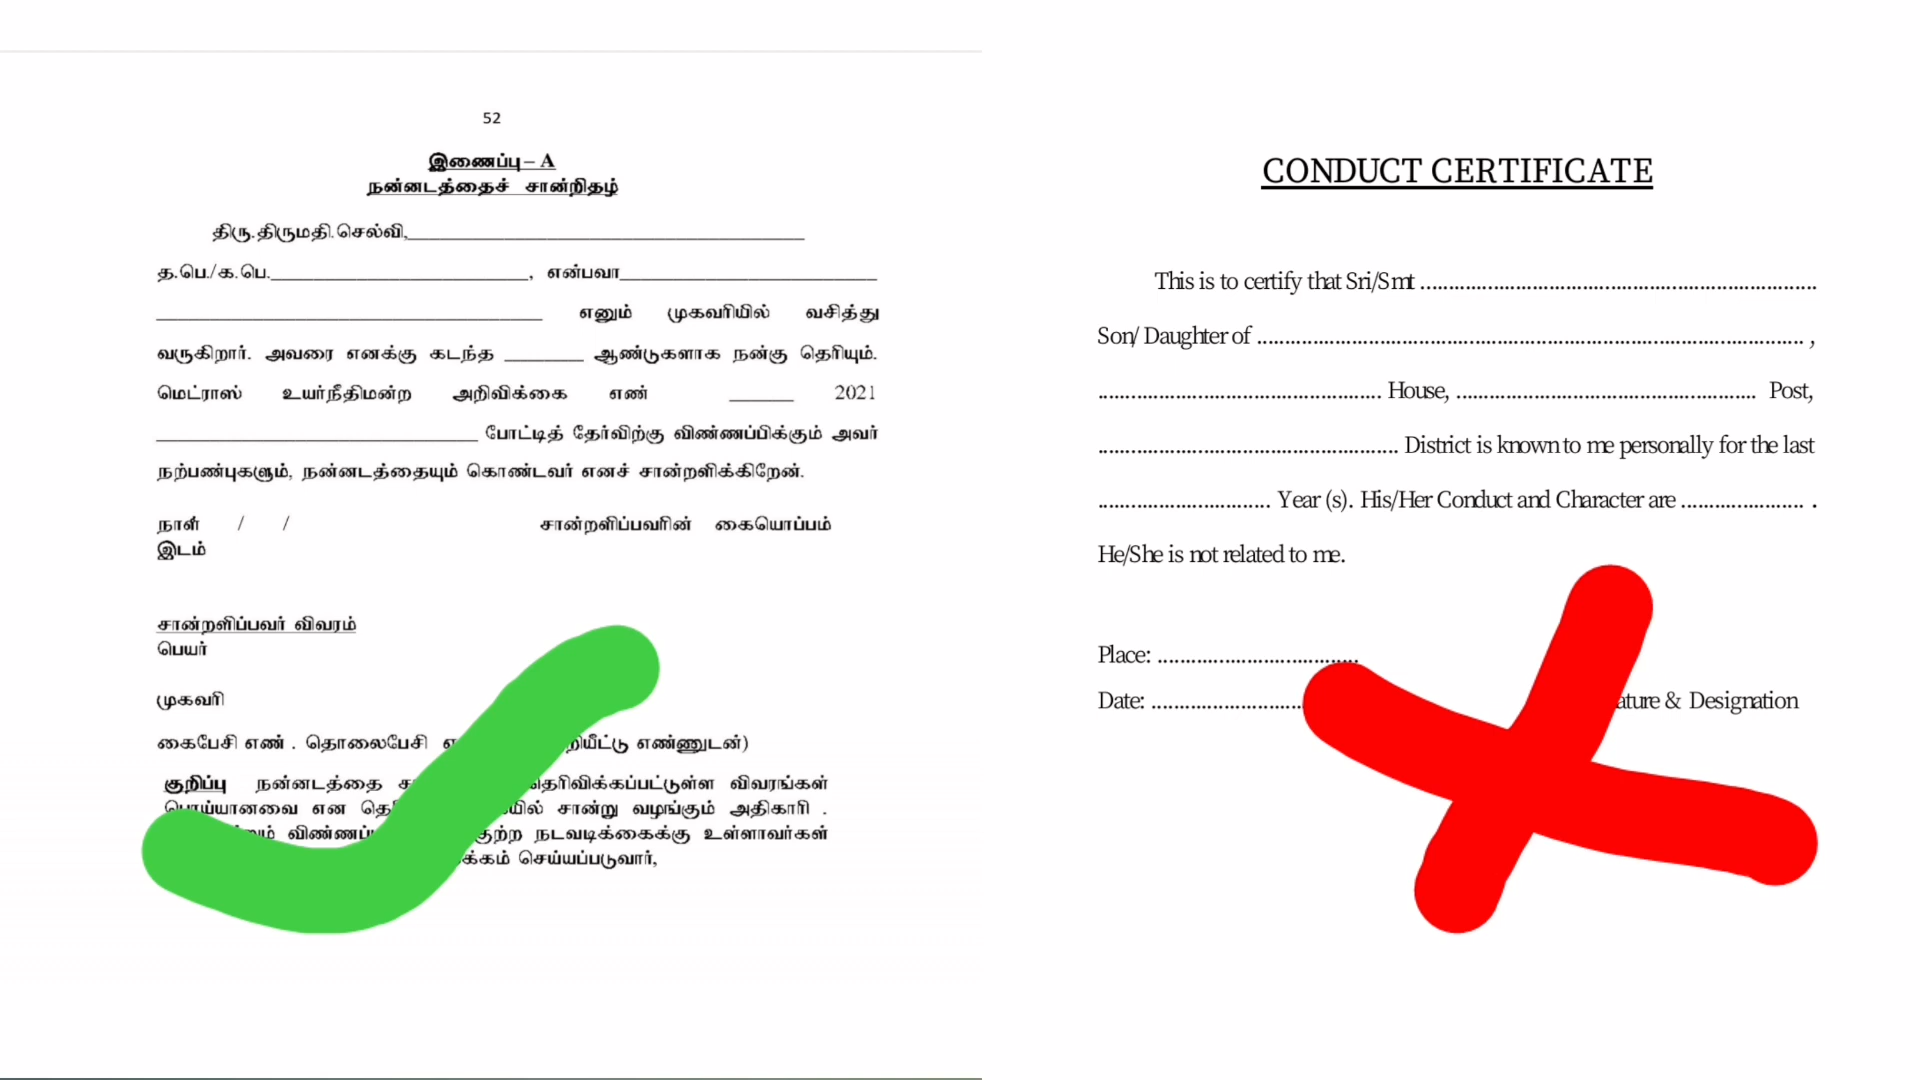 52
இணைப்பு – A
நன்னடத்தைச் சான்றிதழ்
திரு.திருமதி.செல்வி,
த.பெ./க.பெ. , என்பவா
எனும் முகவரியில் வசித்து
வருகிறார். அவரை எனக்கு கடந்த ஆண்டுகளாக நன்கு தெரியும்.
மெட்ராஸ் உயர்நீதிமன்ற அறிவிக்கை எண் 2021
போட்டித் தேர்விற்கு விண்ணப்பிக்கும் அவர்
நற்பண்புகளும், நன்னடத்தையும் கொண்டவர் எனச் சான்றளிக்கிறேன்.
நாள் / / சான்றளிப்பவரின் கையொப்பம்
இடம்
சான்றளிப்பவர் விவரம்
பெயர்
முகவரி
கைபேசி எண் . தொலைபேசி எண்ணுடன்)
குறிப்பு நன்னடத்தை தெரிவிக்கப்பட்டுள்ள விவரங்கள்
பொய்யானவை என சான்று வழங்கும் அதிகாரி .
நடவடிக்கைக்கு உள்ளாவர்கள்
செய்யப்படுவார்,
CONDUCT CERTIFICATE
This is to certify that Sri/Smt ......................................................................
Son/ Daughter of ................................................................................................ ,
.................................................. House, ..................................................... Post,
..................................................... District is known to me personally for the last
.............................. Year (s). His/Her Conduct and Character are ...................... .
He/She is not related to me.
Place: ...................................
Date: ........................... & Designation